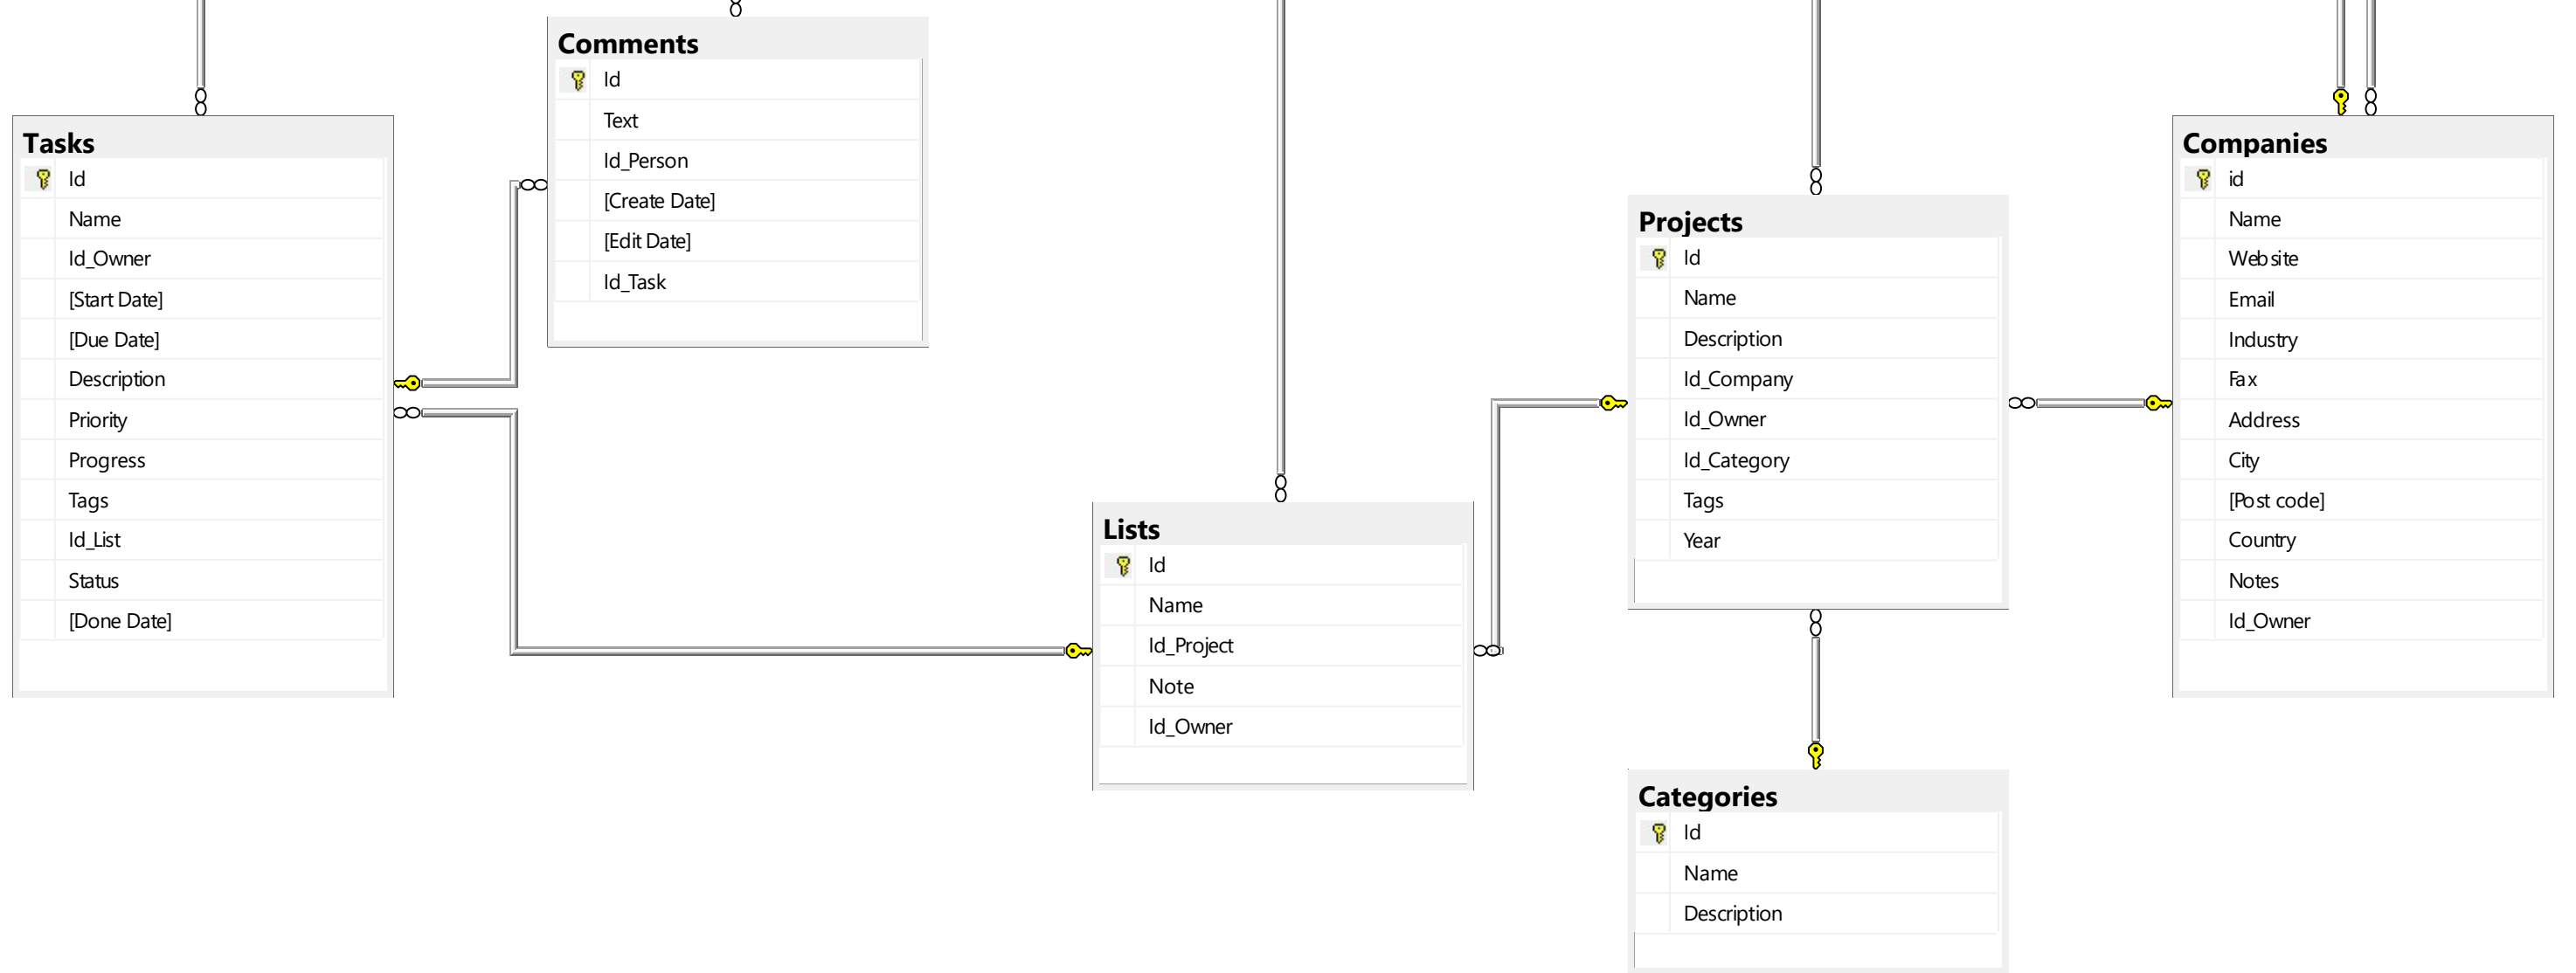 Comments
Id
Text
Id_Person
[Create Date]
[Edit Date]
Id_Task
Tasks
Id
Name
Id_Owner
[Start Date]
[Due Date]
Description
Priority
Progress
Tags
Id_List
Status
[Done Date]
Lists
Id
Name
Id_Project
Note
Id_Owner
Projects
Id
Name
Description
Id_Company
Id_Owner
Id_Category
Tags
Year
Categories
Id
Name
Description
Companies
id
Name
Website
Email
Industry
Fax
Address
City
[Post code]
Country
Notes
Id_Owner